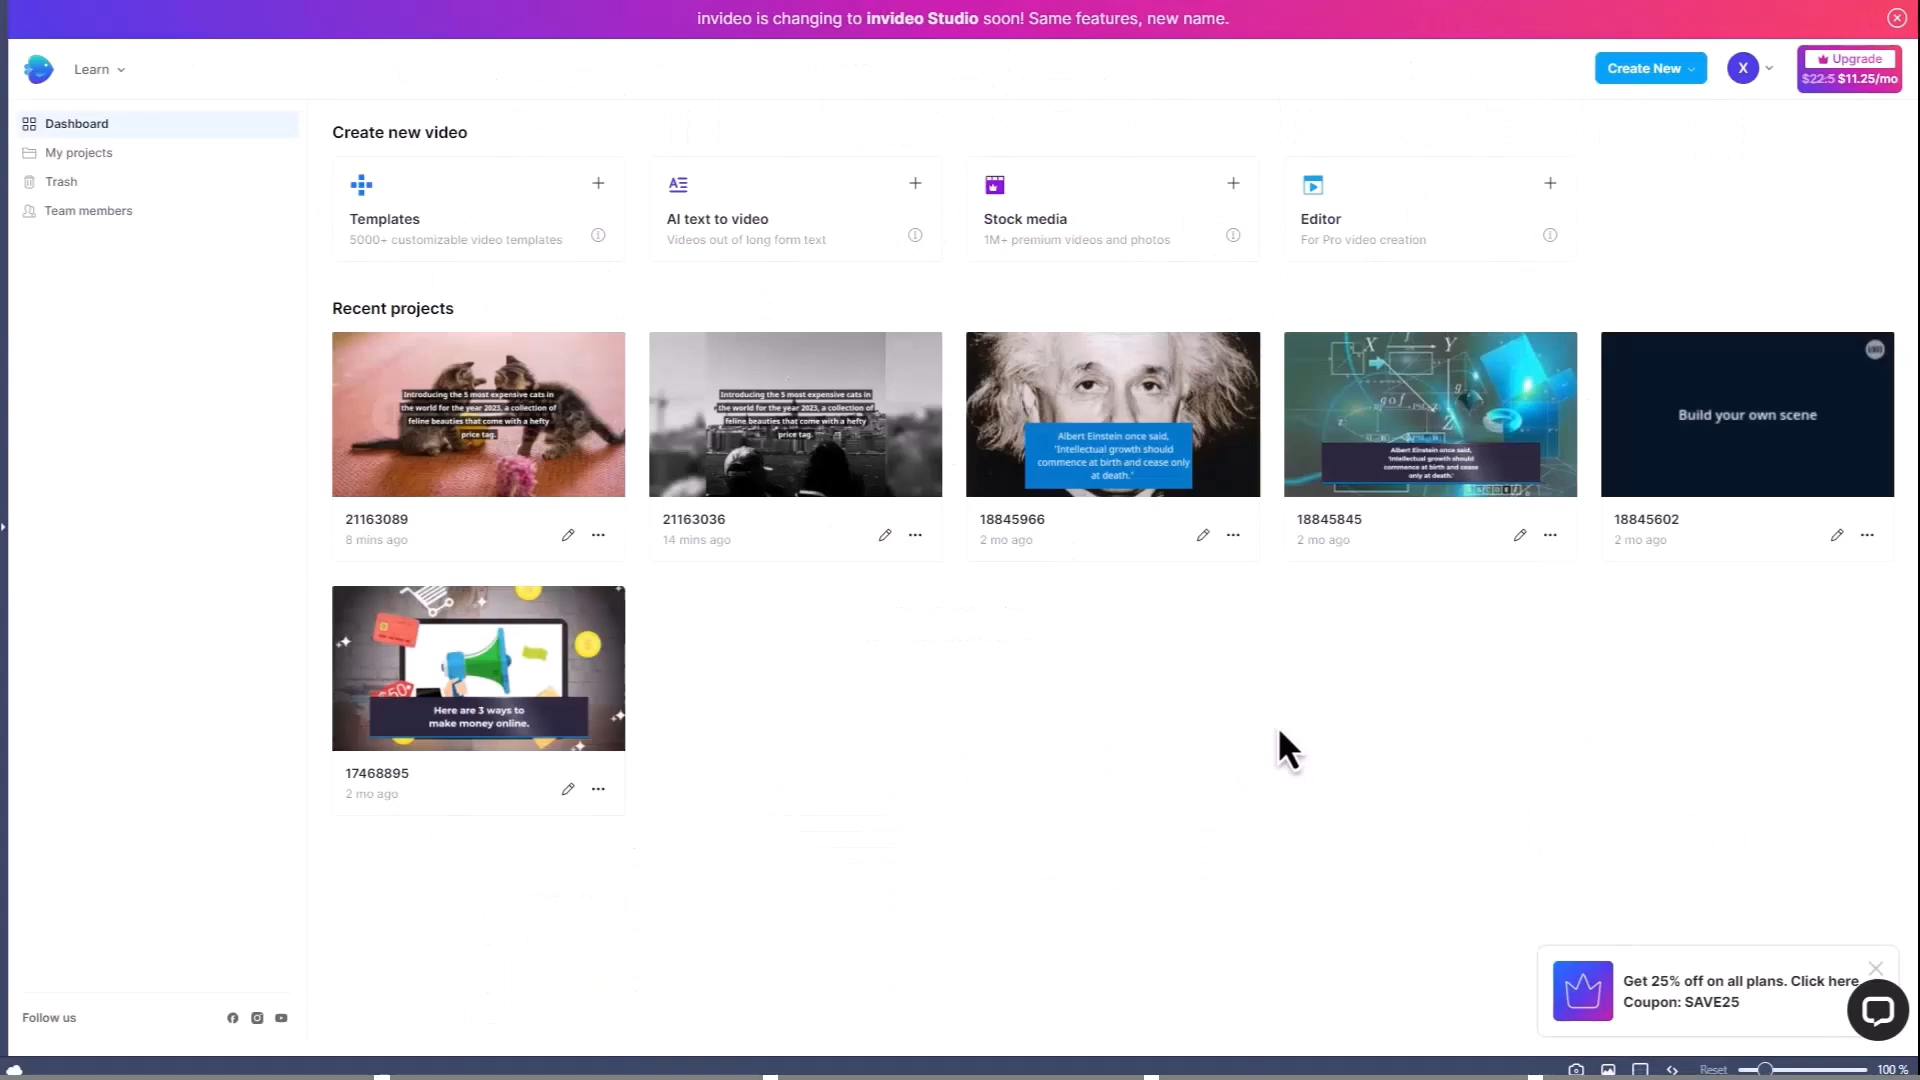 invideo is changing to invideo Studio soon! Same features, new name.
Learn
Create New
X
Upgrade
$22.5 $11.25/mo
Dashboard
My projects
Trash
Team members
Create new video
Templates
5000+ customizable video templates
AI text to video
Videos out of long form text
Stock media
1M+ premium videos and photos
Editor
For Pro video creation
Recent projects
Introducing the 5 most expensive cats in
the world for the year 2023, a collection of
feline beauties that come with a hefty
price tag.
21163089
8 mins ago
Introducing the 5 most expensive cats in
the world for the year 2023, a collection of
feline beauties that come with a hefty
price tag.
21163036
14 mins ago
Albert Einstein once said,
'Intellectual growth should
commence at birth and cease only
at death.'
18845966
2 mo ago
X Y
f
g
g o f
Z
Albert Einstein once said,
'Intellectual growth should
commence at birth and cease
only at death.'
18845845
2 mo ago
Build your own scene
18845602
2 mo ago
50
Here are 3 ways to
make money online.
17468895
2 mo ago
Get 25% off on all plans. Click here
Coupon: SAVE25
Follow us
Reset
100 %